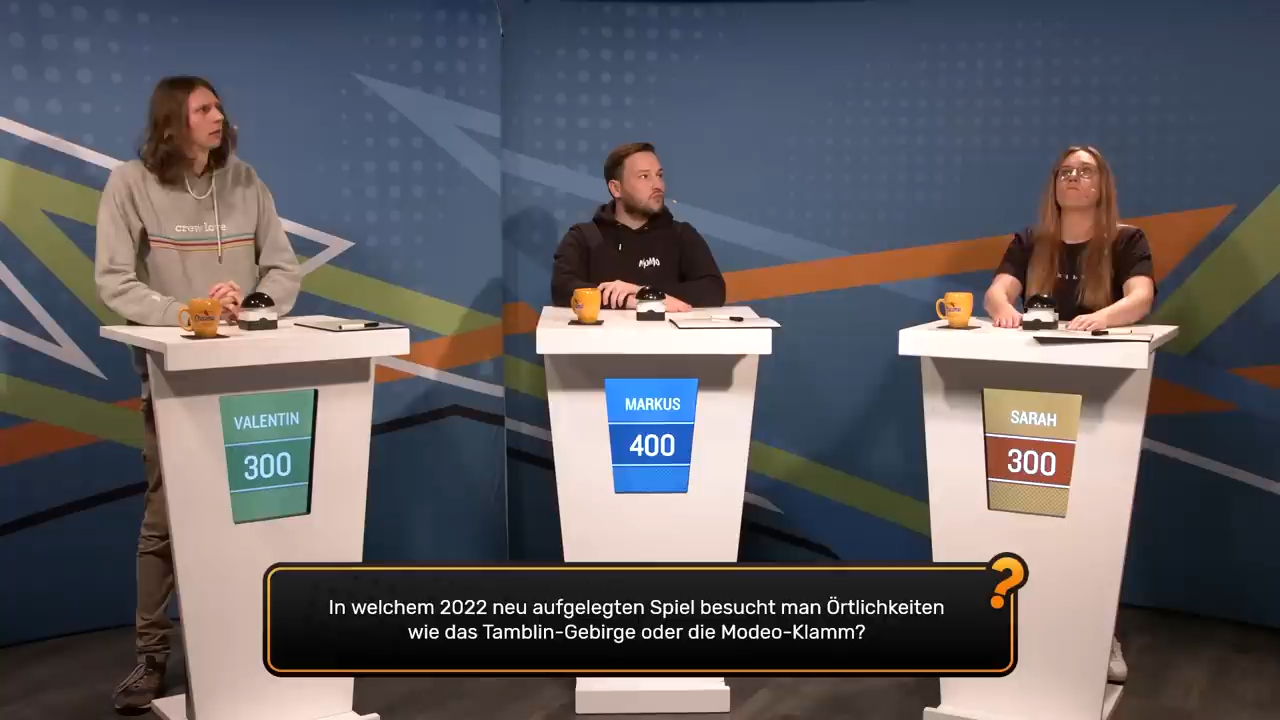 crew love
MoMo
VALENTIN
300
MARKUS
400
SARAH
300
In welchem 2022 neu aufgelegten Spiel besucht man Örtlichkeiten
wie das Tamblin-Gebirge oder die Modeo-Klamm?
?